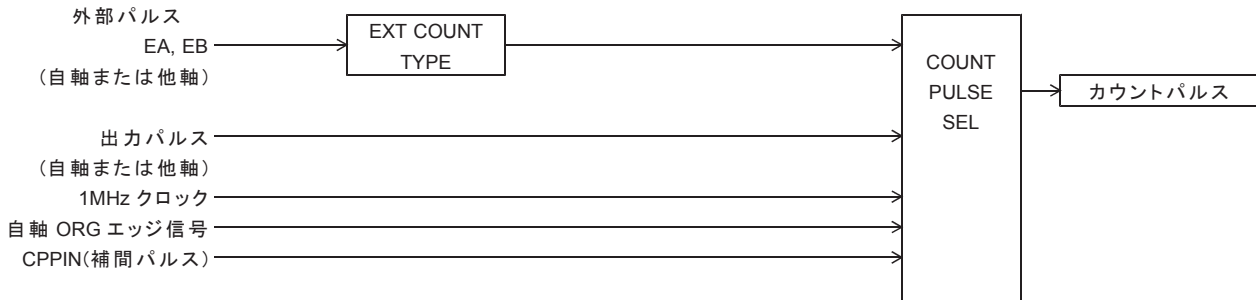 外部パルス
EA, EB
(自軸または他軸)
EXT COUNT
TYPE
出力パルス
(自軸または他軸)
1MHz クロック
自軸 ORG エッジ信号
CPPIN(補間パルス)
COUNT
PULSE
SEL
カウントパルス